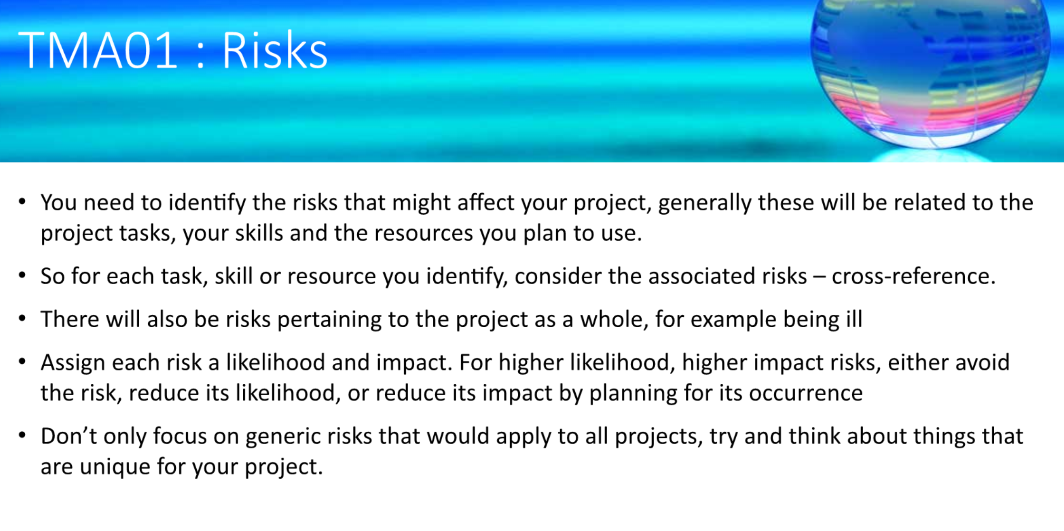 TMA01 : Risks
• You need to identify the risks that might affect your project, generally these will be related to the
project tasks, your skills and the resources you plan to use.
• So for each task, skill or resource you identify, consider the associated risks – cross-reference.
• There will also be risks pertaining to the project as a whole, for example being ill
• Assign each risk a likelihood and impact. For higher likelihood, higher impact risks, either avoid
the risk, reduce its likelihood, or reduce its impact by planning for its occurrence
• Don’t only focus on generic risks that would apply to all projects, try and think about things that
are unique for your project.